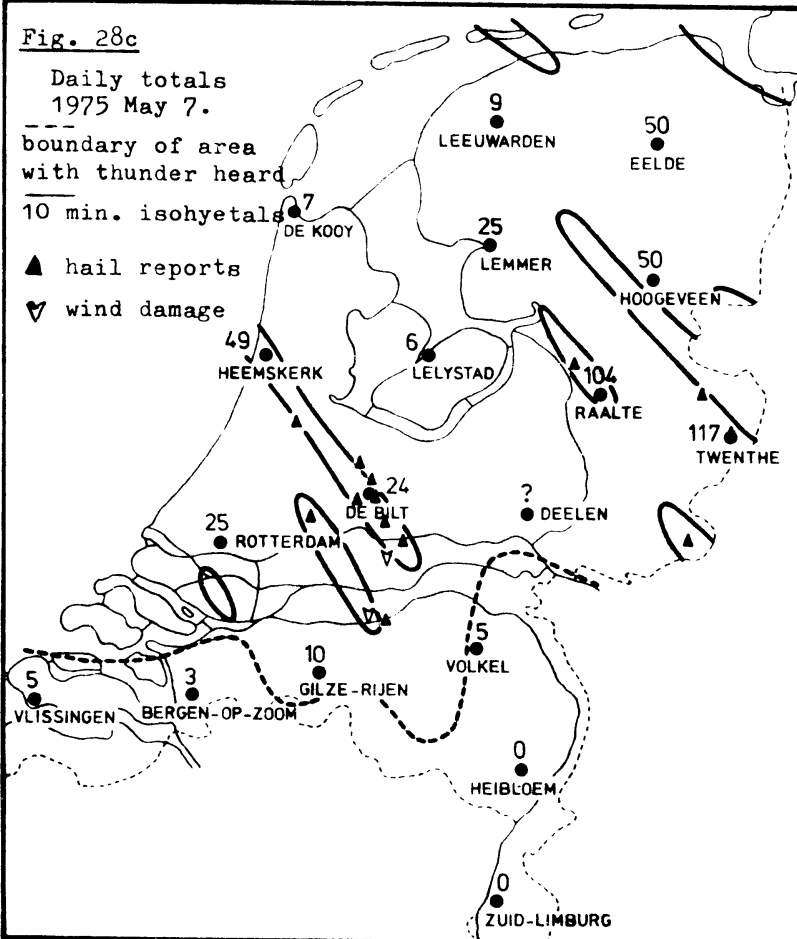 Fig. 28c
Daily totals
1975 May 7.
boundary of area
with thunder heard
10 min. isohyetals
hail reports
wind damage
9
LEEUWARDEN
50
EELDE
7
DE KOOY
25
LEMMER
50
HOOGEVEEN
49
HEEMSKERK
6
LELYSTAD
104
RAALTE
117
TWENTHE
24
DE BILT
?
DEELEN
25
ROTTERDAM
5
VOLKEL
10
GILZE-RIJEN
3
BERGEN-OP-ZOOM
5
VLISSINGEN
0
HEIBLOEM
0
ZUID-LIMBURG